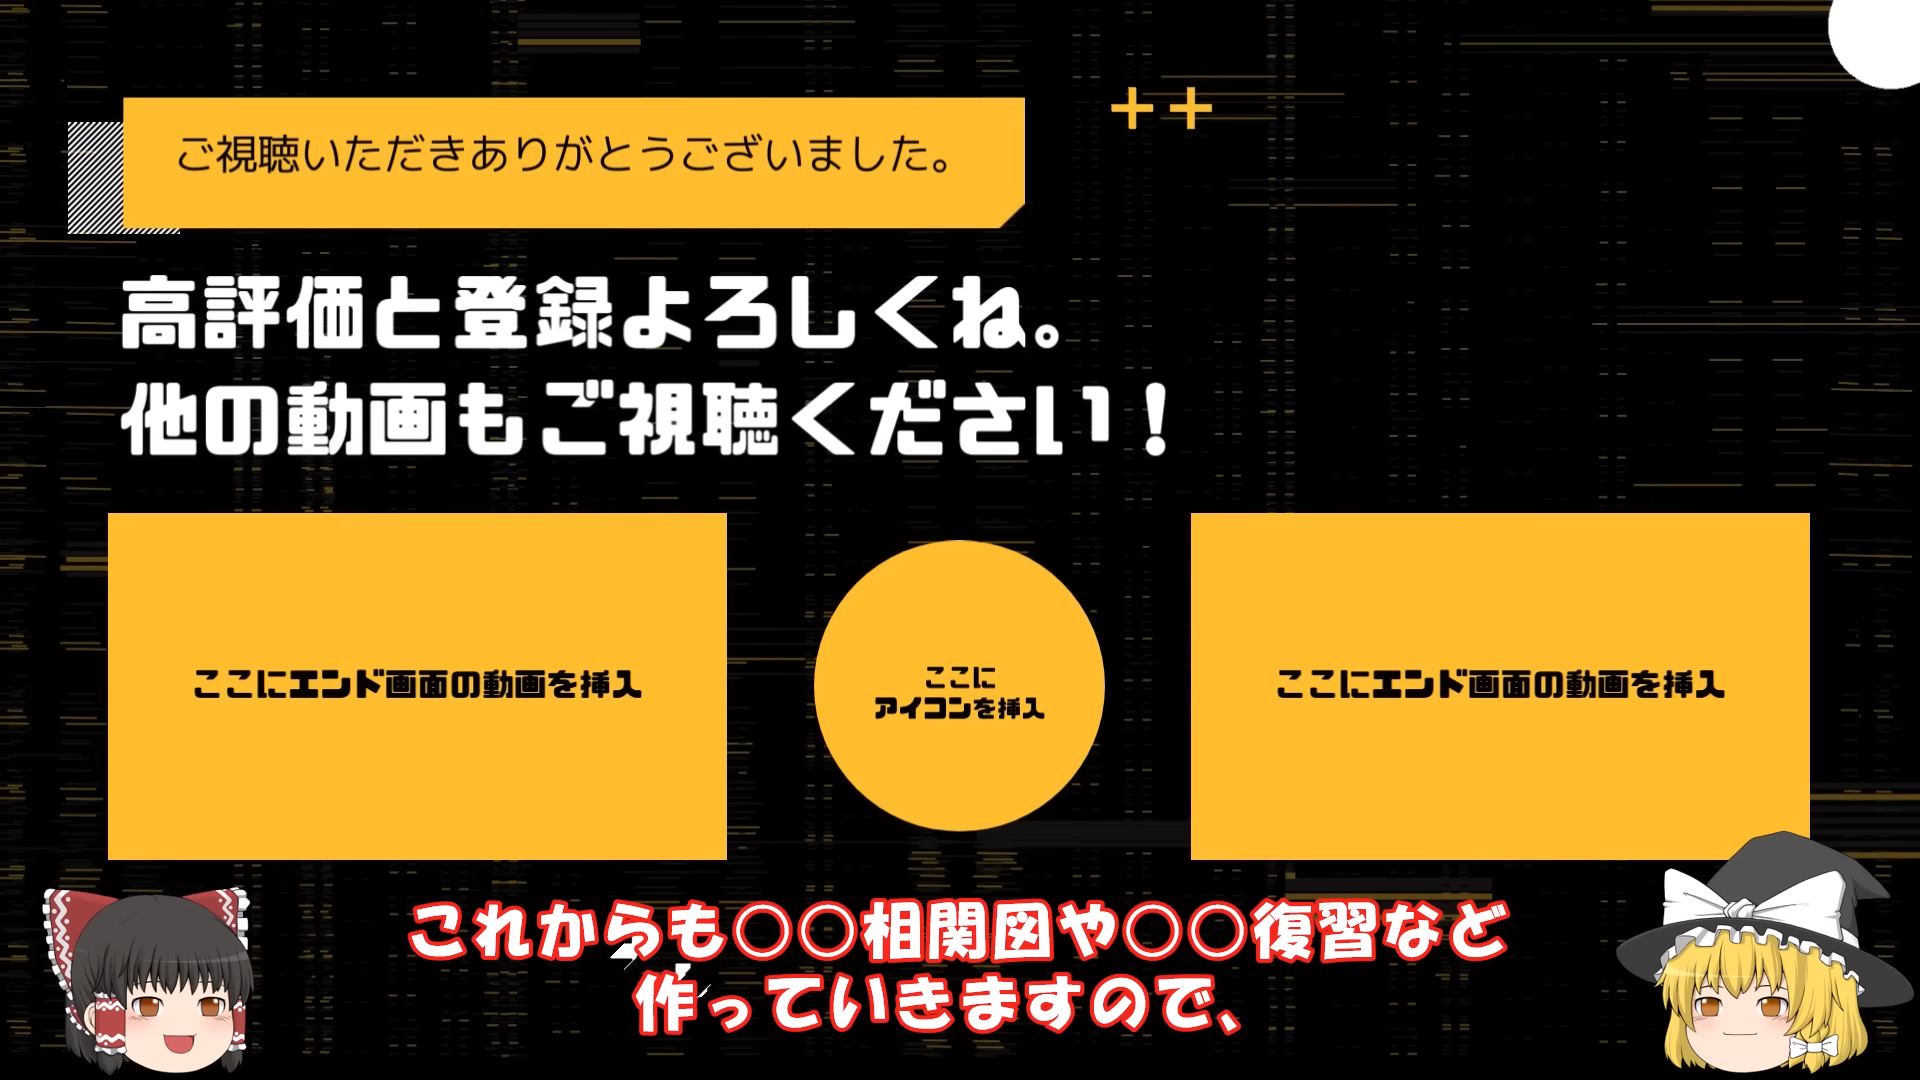 ご視聴いただきありがとうございました。
高評価と登録よろしくね。
他の動画もご視聴ください！
ここにエンド画面の動画を挿入
ここに
アイコンを挿入
ここにエンド画面の動画を挿入
これからも○○相関図や○○復習など
作っていきますので、